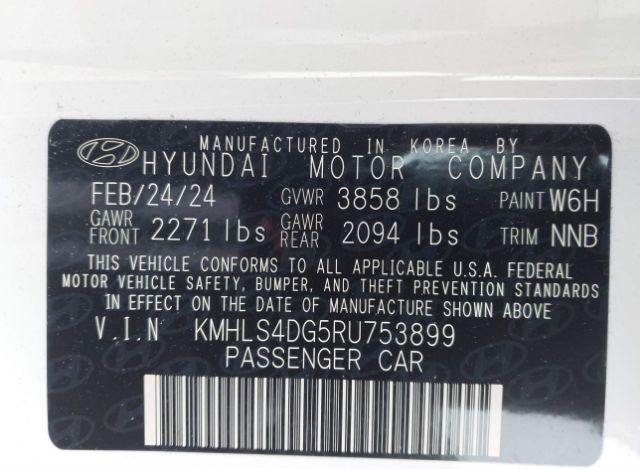 MANUFACTURED IN KOREA BY
HYUNDAI MOTOR COMPANY
FEB/24/24 GVWR 3858 lbs PAINT W6H
GAWR FRONT 2271 lbs GAWR REAR 2094 lbs TRIM NNB
THIS VEHICLE CONFORMS TO ALL APPLICABLE U.S.A. FEDERAL
MOTOR VEHICLE SAFETY, BUMPER, AND THEFT PREVENTION STANDARDS
IN EFFECT ON THE DATE OF MANUFACTURE SHOWN ABOVE
V.I.N KMHLS4DG5RU753899
PASSENGER CAR